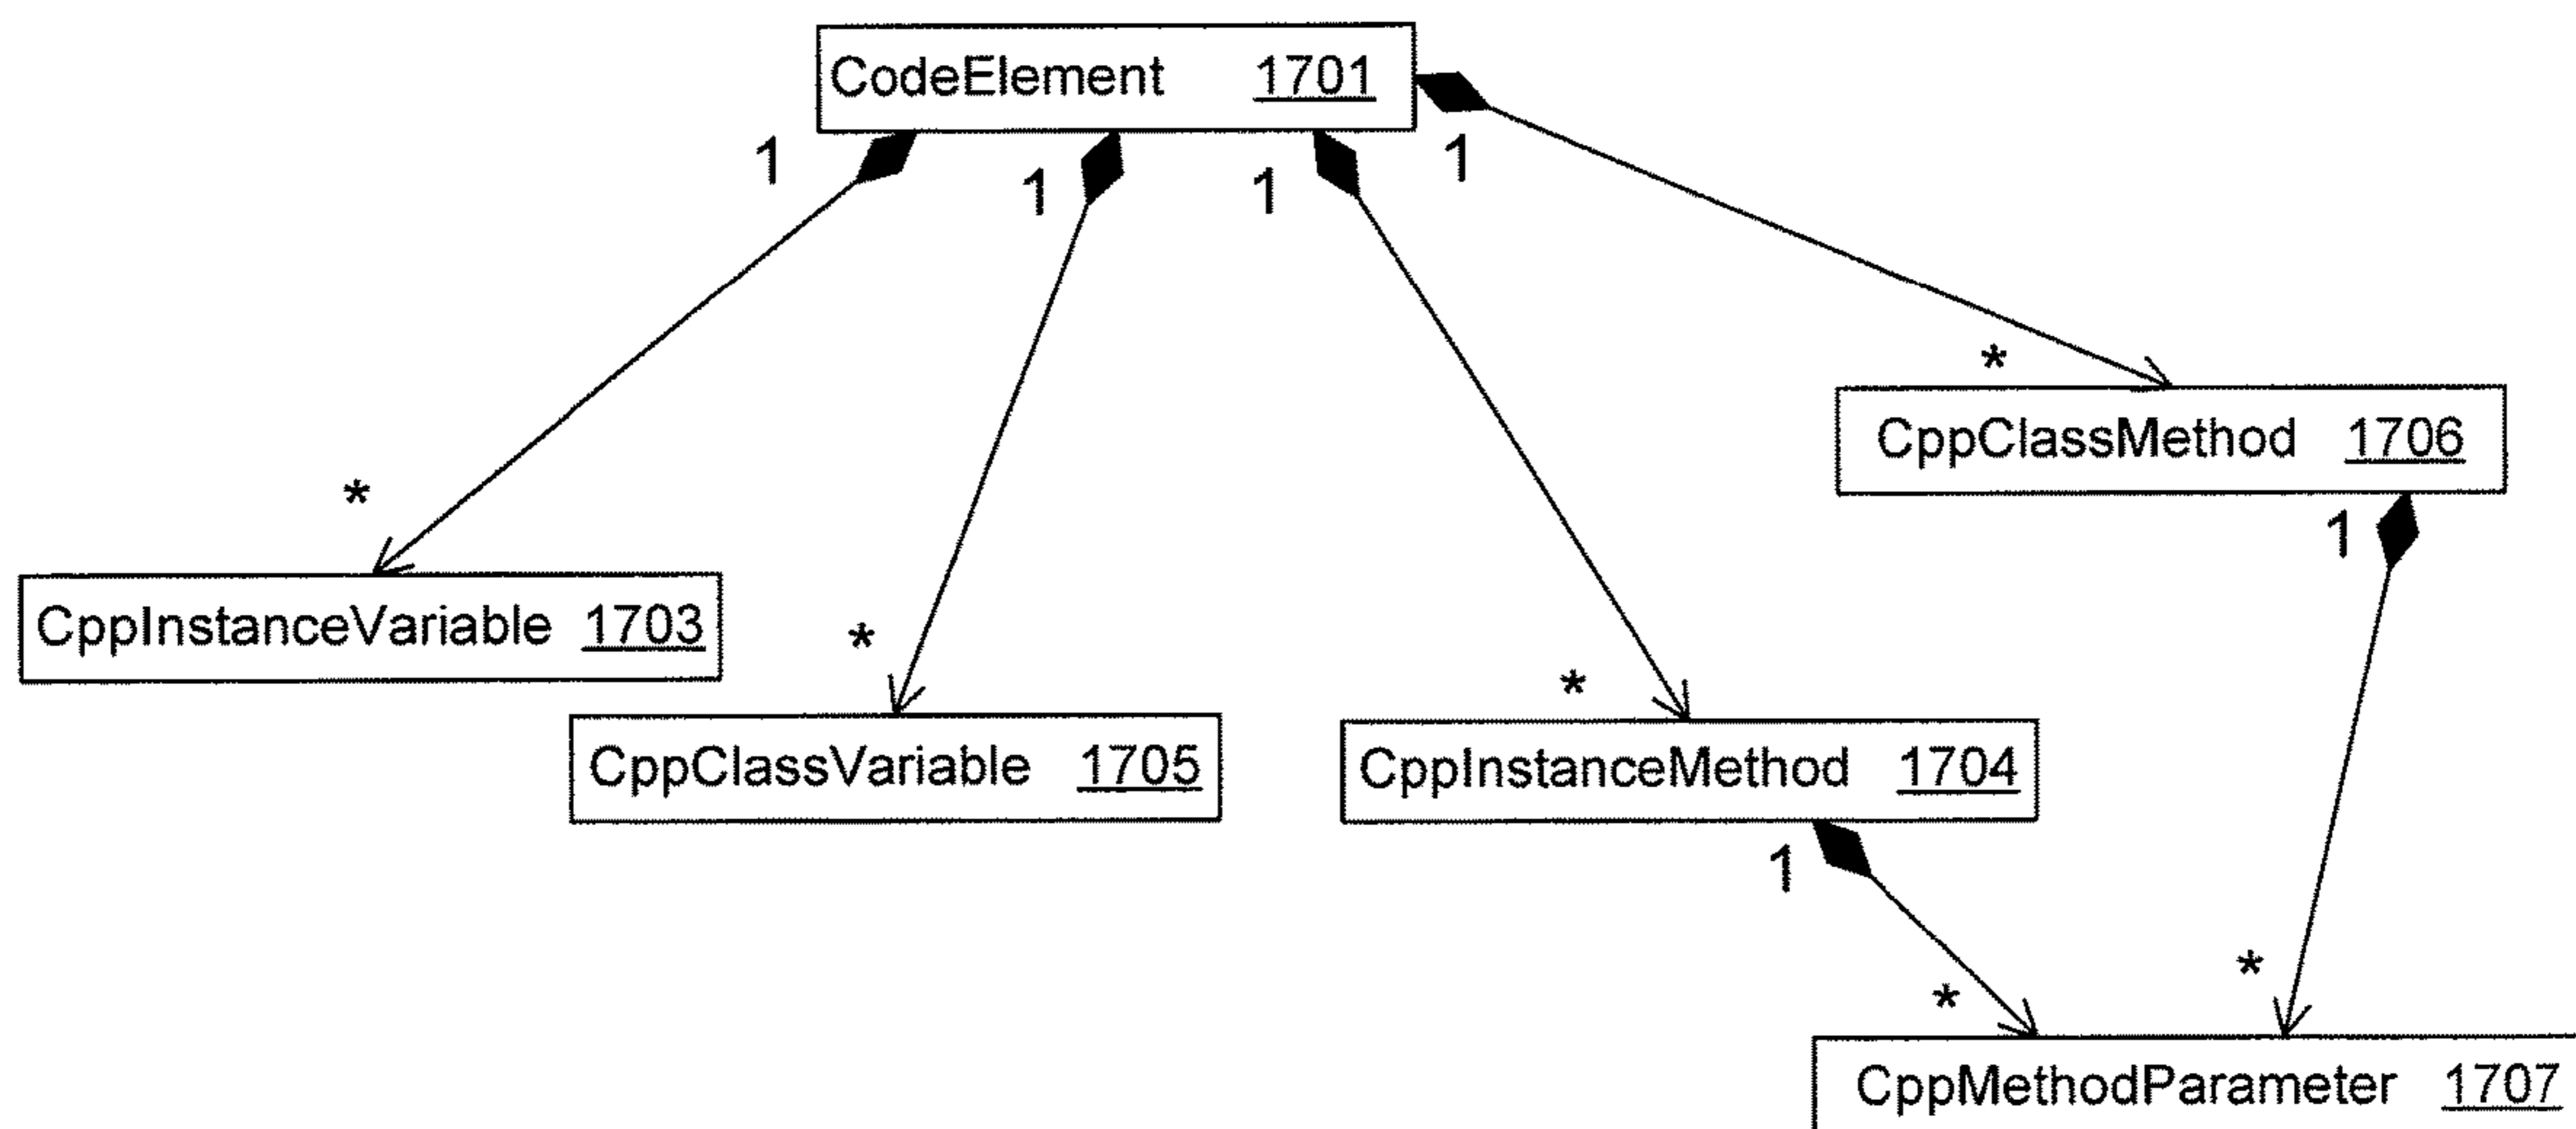 CodeElement 1701
1
1
1
1
*
CppClassMethod 1706
*
1
CppInstanceVariable 1703
*
*
CppClassVariable 1705
CppInstanceMethod 1704
1
*
*
CppMethodParameter 1707